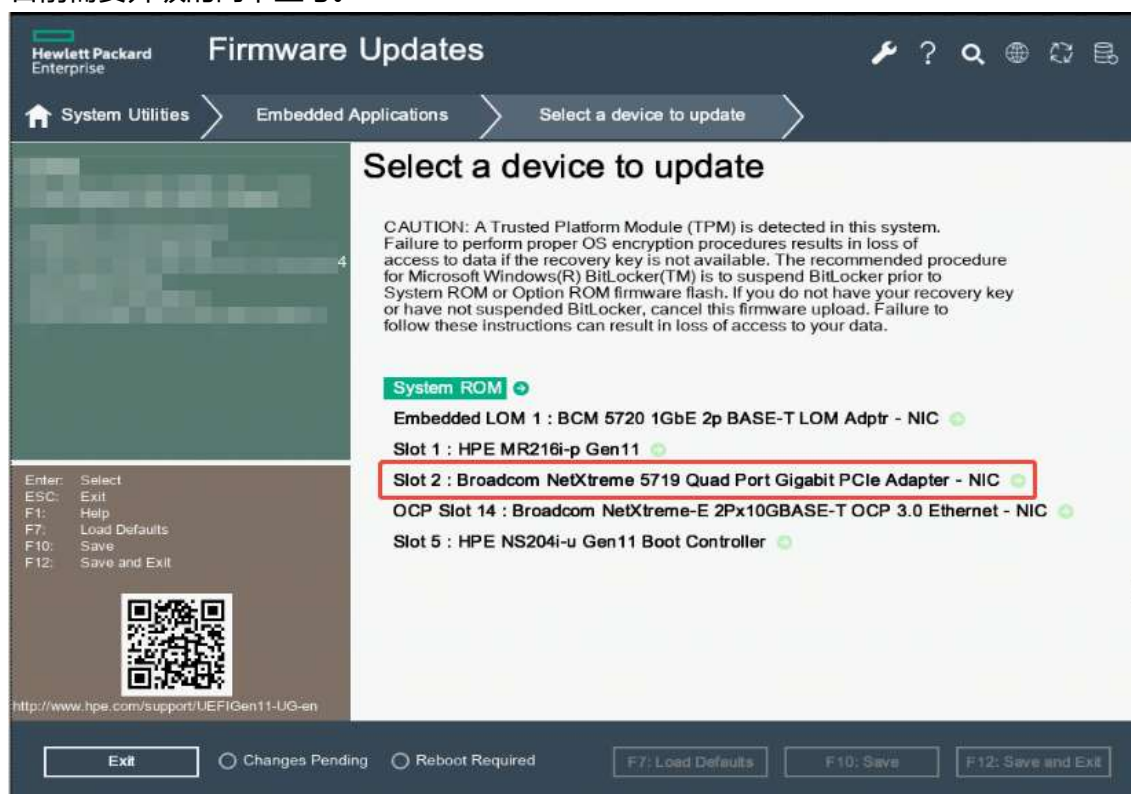 Hewlett Packard
Enterprise
Firmware Updates
?
System Utilities
Embedded Applications
Select a device to update
4
Select a device to update
CAUTION: A Trusted Platform Module (TPM) is detected in this system.
Failure to perform proper OS encryption procedures results in loss of
access to data if the recovery key is not available. The recommended procedure
for Microsoft Windows(R) BitLocker(TM) is to suspend BitLocker prior to
System ROM or Option ROM firmware flash. If you do not have your recovery key
or have not suspended BitLocker, cancel this firmware upload. Failure to
follow these instructions can result in loss of access to your data.
System ROM
Embedded LOM 1 : BCM 5720 1GbE 2p BASE-T LOM Adptr - NIC
Slot 1 : HPE MR216i-p Gen11
Slot 2 : Broadcom NetXtreme 5719 Quad Port Gigabit PCIe Adapter - NIC
OCP Slot 14 : Broadcom NetXtreme-E 2Px10GBASE-T OCP 3.0 Ethernet - NIC
Slot 5 : HPE NS204i-u Gen11 Boot Controller
Enter: Select
ESC: Exit
F1: Help
F7: Load Defaults
F10: Save
F12: Save and Exit
http://www.hpe.com/support/UEFIGen11-UG-en
Exit
Changes Pending
Reboot Required
F7: Load Defaults
F10: Save
F12: Save and Exit